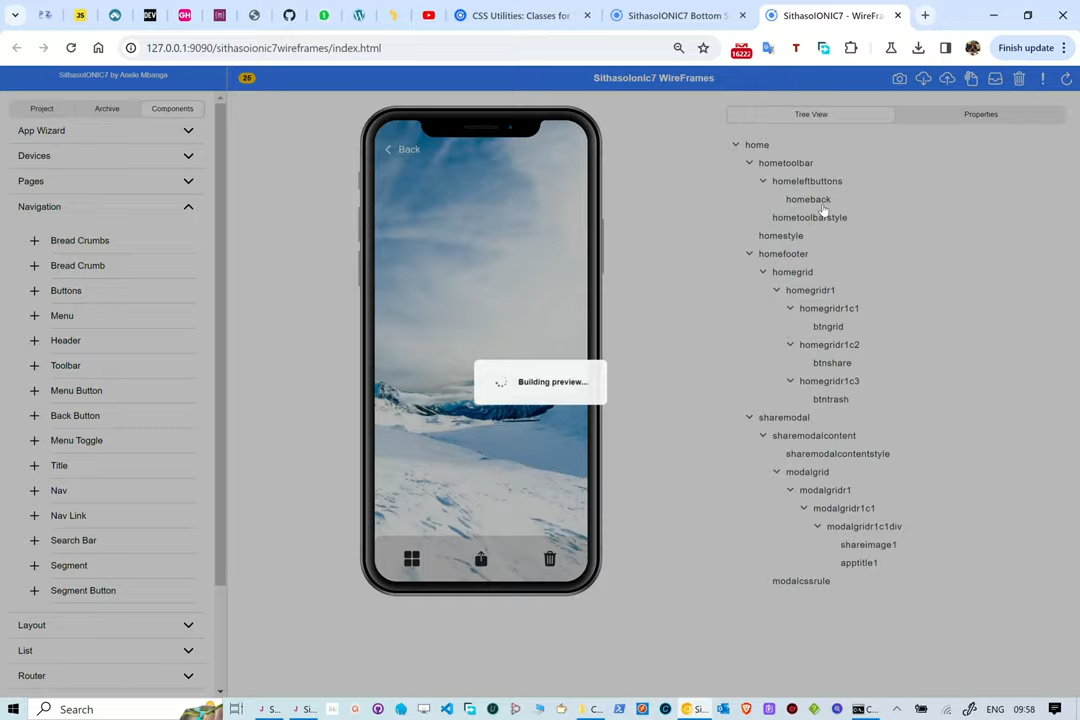 CSS Utilities: Classes for
SithasoIONIC7 Bottom S
SithasoIONIC7 - WireFra
127.0.0.1:9090/sithasoionic7wireframes/index.html
16222
Finish update
SithasoIONIC7 by Anele Mbanga
25
SithasoIonic7 WireFrames
Project
Archive
Components
App Wizard
Devices
Pages
Navigation
Bread Crumbs
Bread Crumb
Buttons
Menu
Header
Toolbar
Menu Button
Back Button
Menu Toggle
Title
Nav
Nav Link
Search Bar
Segment
Segment Button
Layout
List
Router
Back
Building preview...
Tree View
Properties
home
hometoolbar
homeleftbuttons
homeback
hometoolbarstyle
homestyle
homefooter
homegrid
homegridr1
homegridr1c1
btngrid
homegridr1c2
btnshare
homegridr1c3
btntrash
sharemodal
sharemodalcontent
sharemodalcontentstyle
modalgrid
modalgridr1
modalgridr1c1
modalgridr1c1div
shareimage1
apptitle1
modalcssrule
Search
S...
Si...
C...
Si...
C...
ENG
09:58